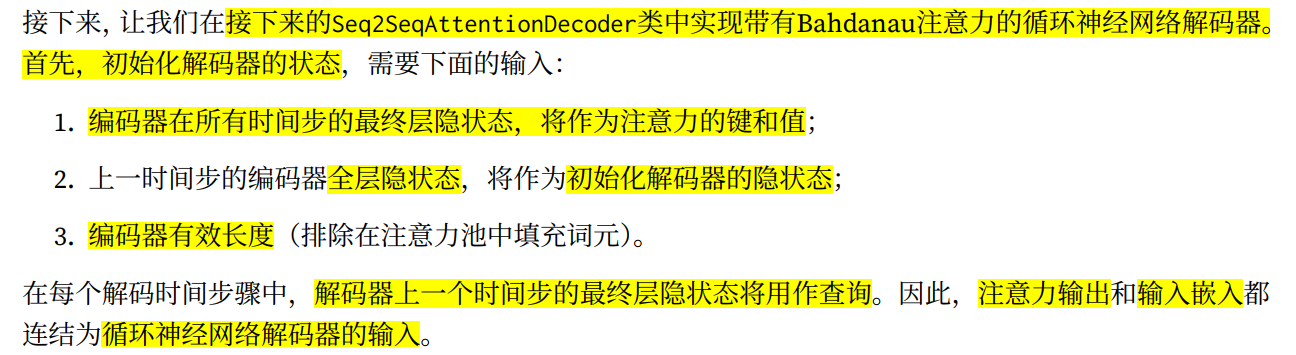 接下来,让我们在接下来的Seq2SeqAttentionDecoder类中实现带有Bahdanau注意力的循环神经网络解码器。
首先,初始化解码器的状态,需要下面的输入:
1. 编码器在所有时间步的最终层隐状态,将作为注意力的键和值;
2. 上一时间步的编码器全层隐状态,将作为初始化解码器的隐状态;
3. 编码器有效长度(排除在注意力池中填充词元)。
在每个解码时间步骤中,解码器上一个时间步的最终层隐状态将用作查询。因此,注意力输出和输入嵌入都
连结为循环神经网络解码器的输入。